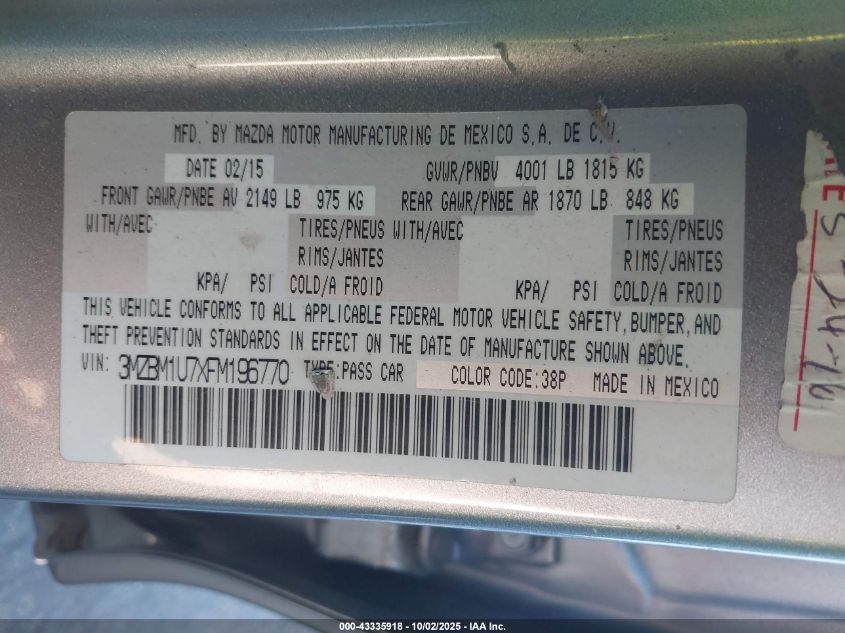 MFD. BY MAZDA MOTOR MANUFACTURING DE MEXICO S.A. DE C.V.
DATE 02/15 GVWR/PNBV 4001 LB 1815 KG
FRONT GAWR/PNBE AV 2149 LB 975 KG REAR GAWR/PNBE AR 1870 LB 848 KG
WITH/AVEC TIRES/PNEUS WITH/AVEC TIRES/PNEUS
RIMS/JANTES RIMS/JANTES
KPA/ PSI COLD/A FROID KPA/ PSI COLD/A FROID
THIS VEHICLE CONFORMS TO ALL APPLICABLE FEDERAL MOTOR VEHICLE SAFETY, BUMPER, AND
THEFT PREVENTION STANDARDS IN EFFECT ON THE DATE OF MANUFACTURE SHOWN ABOVE.
VIN: 3MZBM1U7XFM196770 TYPE:PASS CAR COLOR CODE:38P MADE IN MEXICO
000-43335918 - 10/02/2025 - IAA Inc.